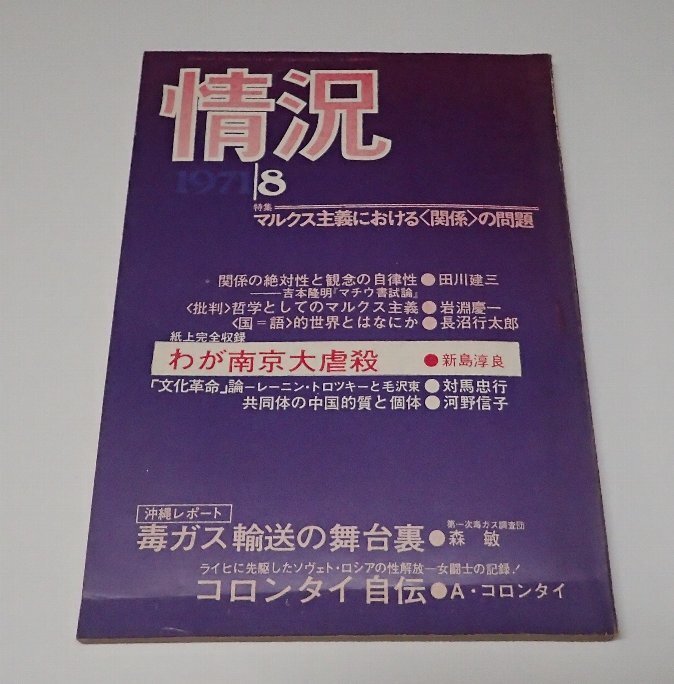 情況
1971/8
特集
マルクス主義における〈関係〉の問題
関係の絶対性と観念の自律性●田川建三
――吉本隆明『マチウ書試論』
〈批判〉哲学としてのマルクス主義●岩淵慶一
〈国=語〉的世界とはなにか●長沼行太郎
紙上完全収録
わが南京大虐殺 ●新島淳良
「文化革命」論―レーニン・トロツキーと毛沢東●対馬忠行
共同体の中国的質と個体●河野信子
沖縄レポート
第一次毒ガス調査団
毒ガス輸送の舞台裏●森 敏
ライヒに先駆したソヴェト・ロシアの性解放―女闘士の記録!
コロンタイ自伝●A・コロンタイ